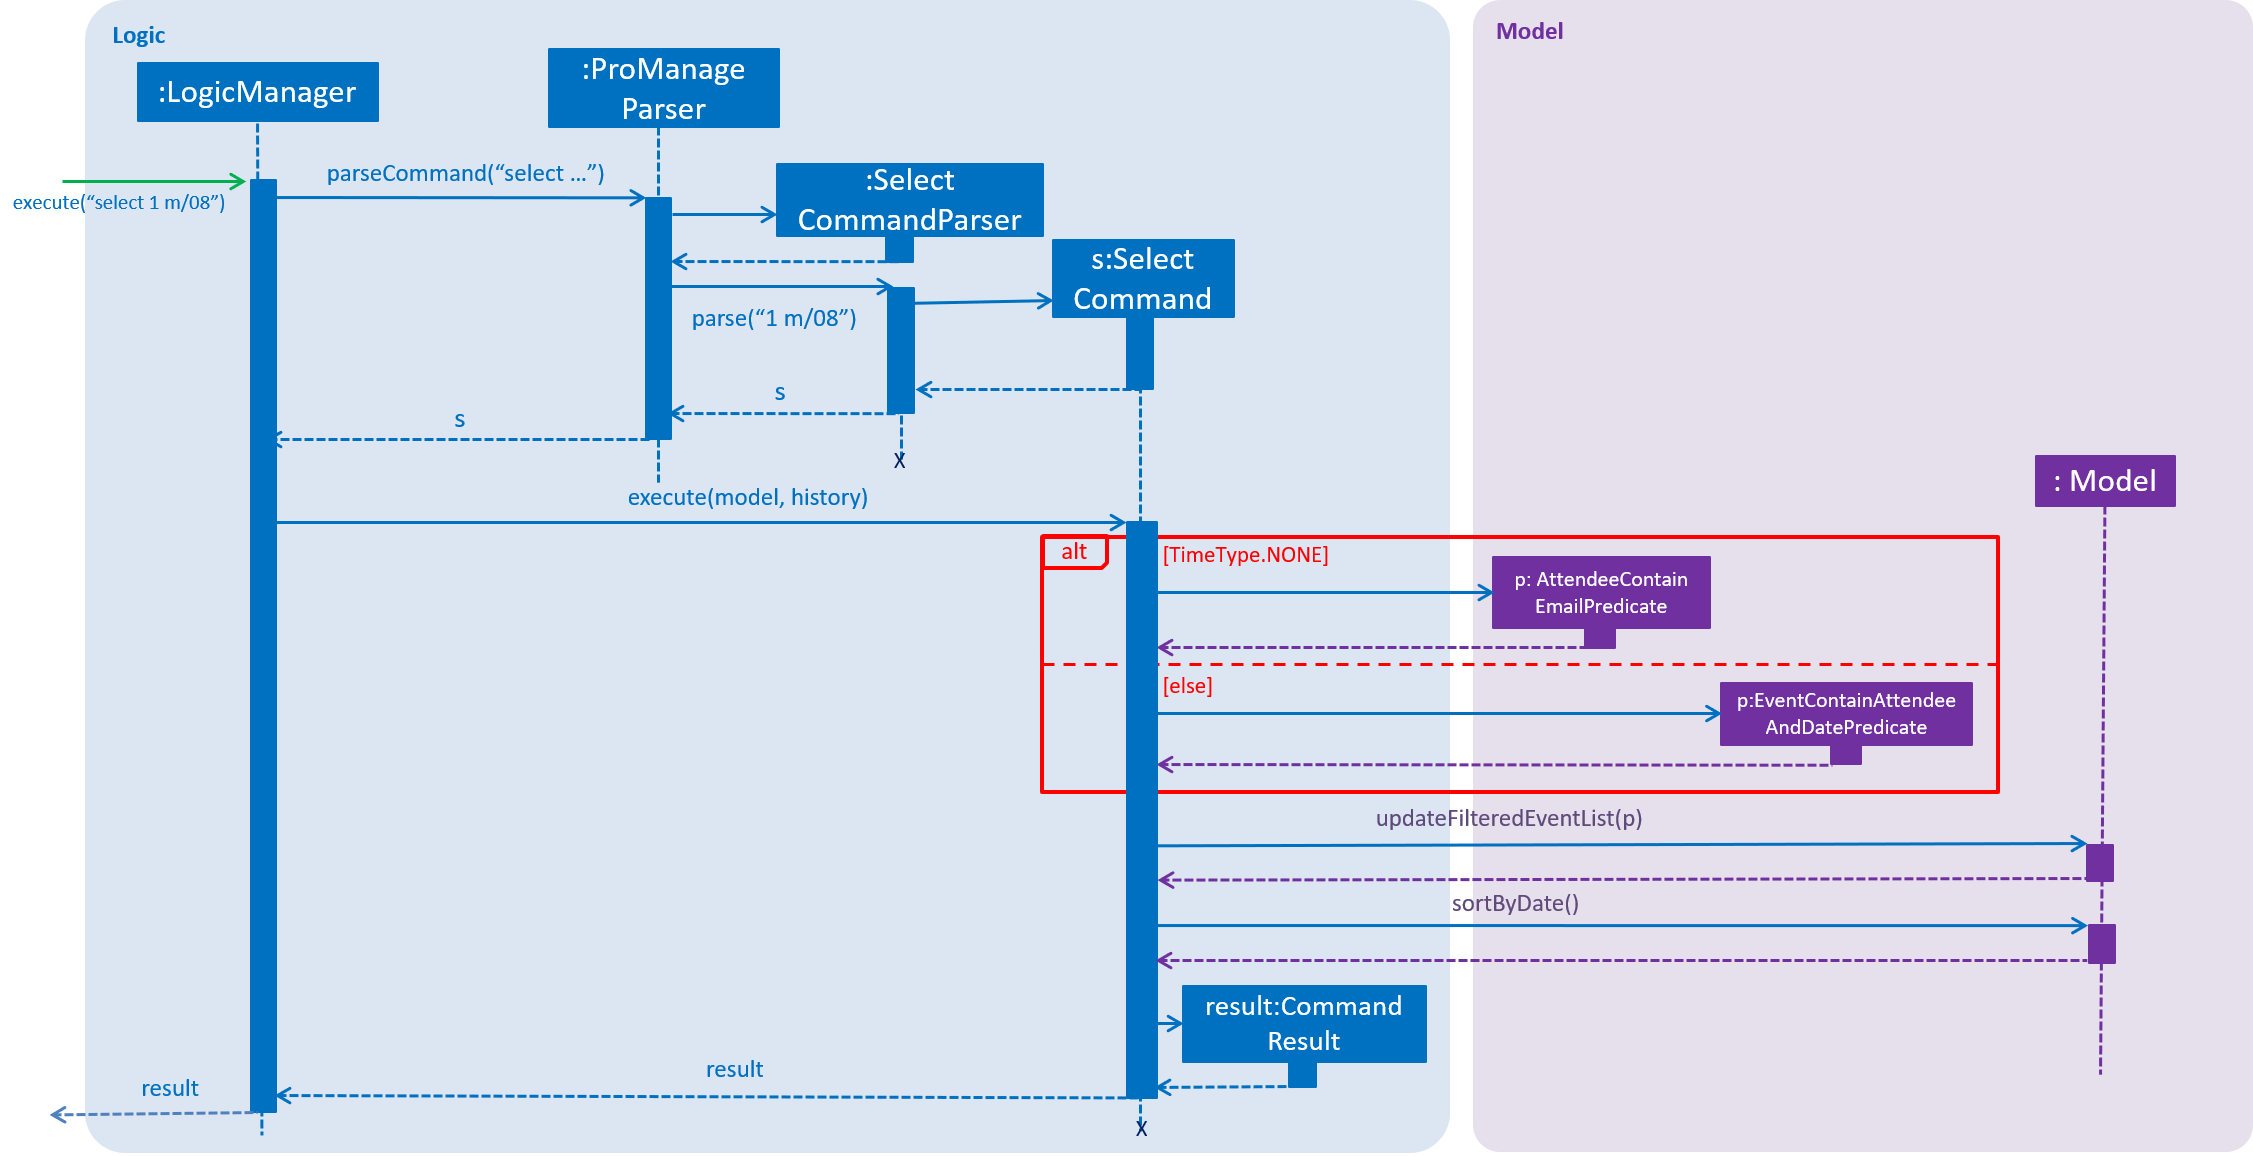 Logic
Model
:LogicManager
:ProManage
Parser
parseCommand(“select ...”)
execute(“select 1 m/08”)
:Select
CommandParser
s:Select
Command
parse(“1 m/08”)
s
s
X
execute(model, history)
: Model
alt
[TimeType.NONE]
p: AttendeeContain
EmailPredicate
[else]
p:EventContainAttendee
AndDatePredicate
updateFilteredEventList(p)
sortByDate()
result:Command
Result
result
result
X